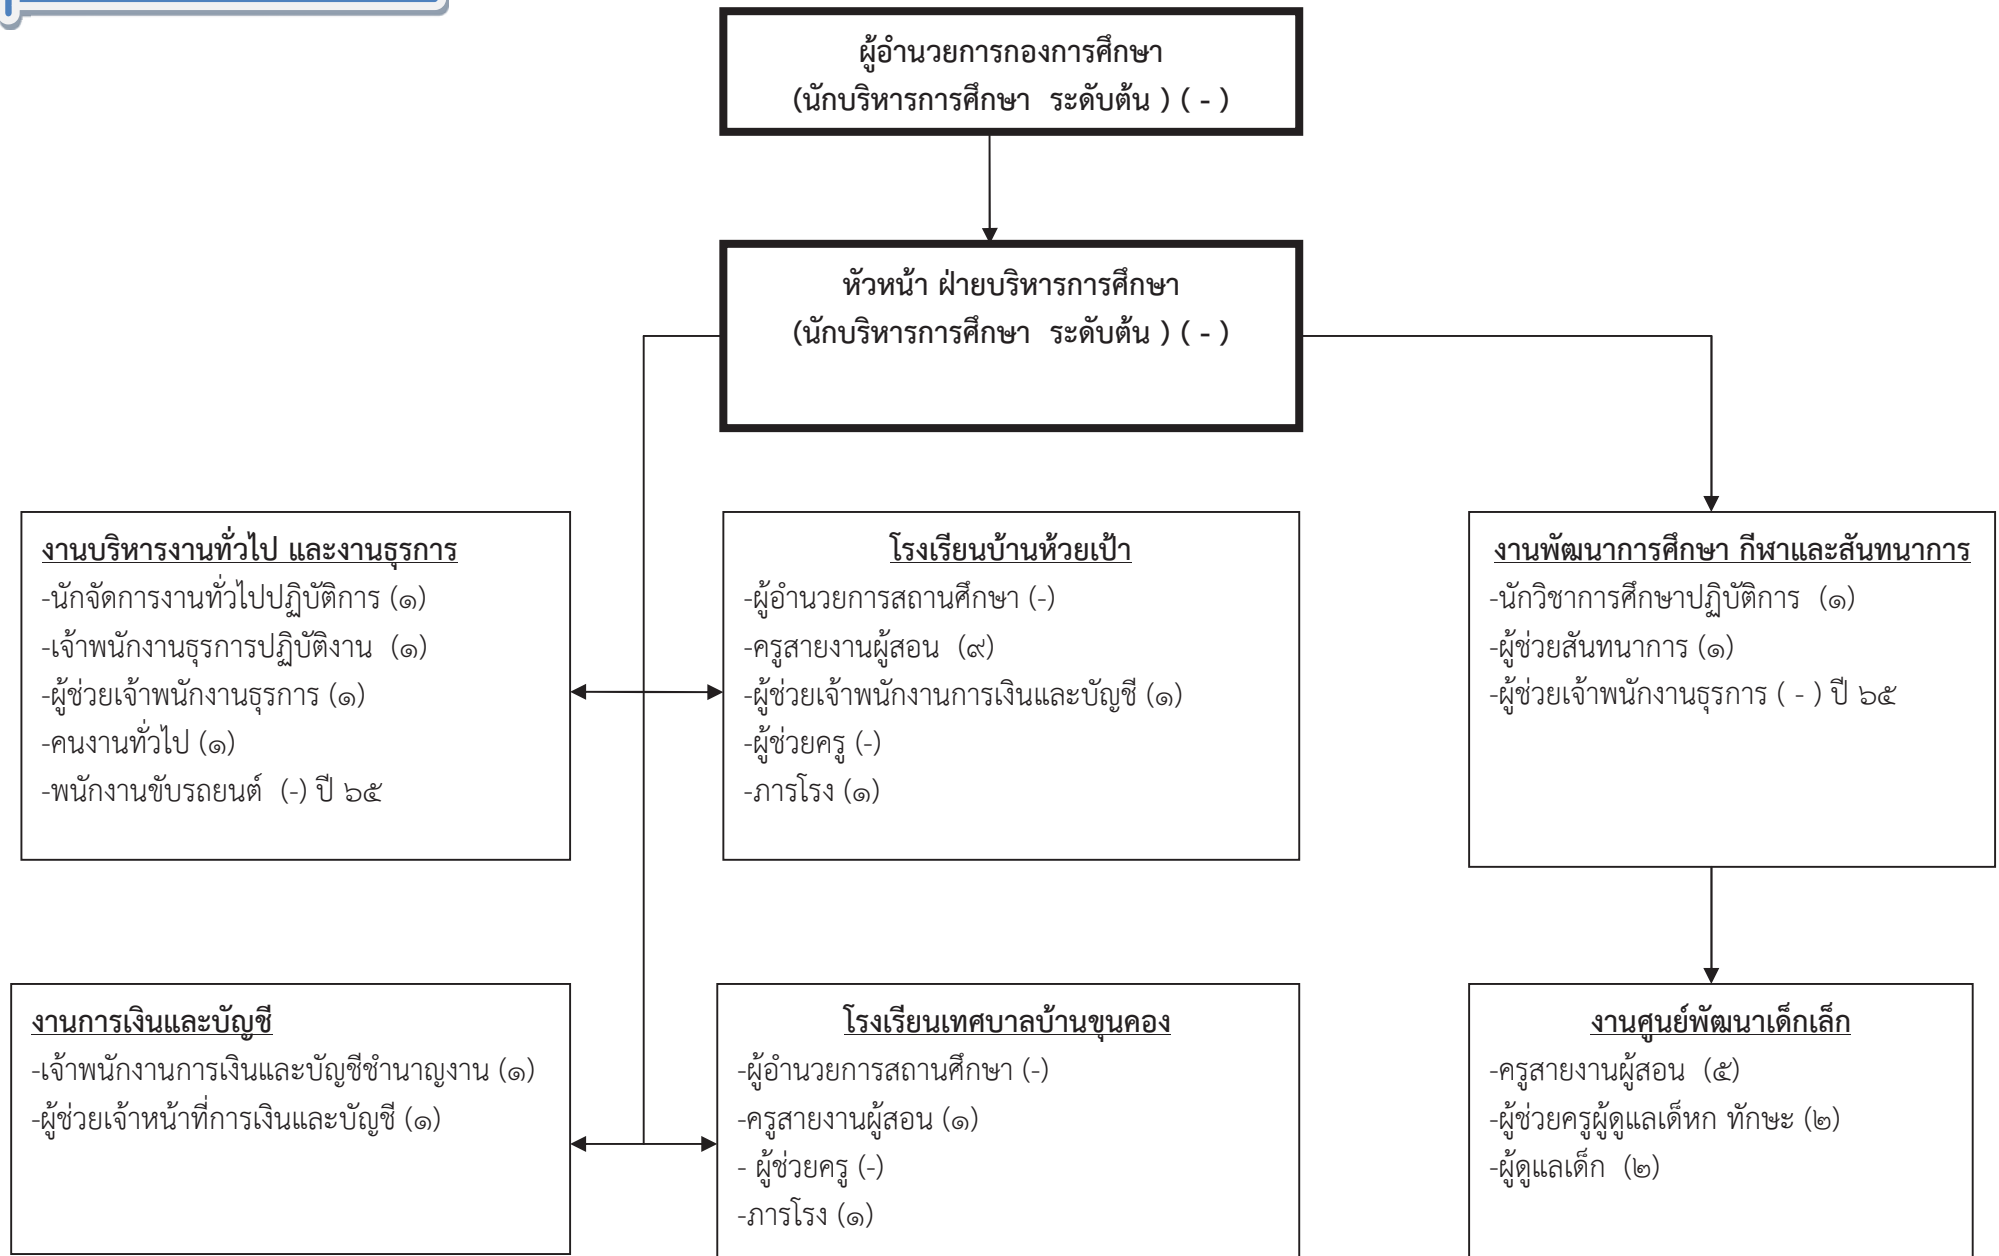 ผู้อำนวยการกองการศึกษา
(นักบริหารการศึกษา ระดับต้น ) ( - )
หัวหน้า ฝ่ายบริหารการศึกษา
(นักบริหารการศึกษา ระดับต้น ) ( - )
งานบริหารงานทั่วไป และงานธุรการ
-นักจัดการงานทั่วไปปฏิบัติการ (๑)
-เจ้าพนักงานธุรการปฏิบัติงาน (๑)
-ผู้ช่วยเจ้าพนักงานธุรการ (๑)
-คนงานทั่วไป (๑)
-พนักงานขับรถยนต์ (-) ปี ๖๕
โรงเรียนบ้านห้วยเป้า
-ผู้อำนวยการสถานศึกษา (-)
-ครูสายงานผู้สอน (๙)
-ผู้ช่วยเจ้าพนักงานการเงินและบัญชี (๑)
-ผู้ช่วยครู (-)
-ภารโรง (๑)
งานพัฒนาการศึกษา กีฬาและสันทนาการ
-นักวิชาการศึกษาปฏิบัติการ (๑)
-ผู้ช่วยสันทนาการ (๑)
-ผู้ช่วยเจ้าพนักงานธุรการ ( - ) ปี ๖๕
งานการเงินและบัญชี
-เจ้าพนักงานการเงินและบัญชีชำนาญงาน (๑)
-ผู้ช่วยเจ้าหน้าที่การเงินและบัญชี (๑)
โรงเรียนเทศบาลบ้านขุนคอง
-ผู้อำนวยการสถานศึกษา (-)
-ครูสายงานผู้สอน (๑)
- ผู้ช่วยครู (-)
-ภารโรง (๑)
งานศูนย์พัฒนาเด็กเล็ก
-ครูสายงานผู้สอน (๕)
-ผู้ช่วยครูผู้ดูแลเด็หก ทักษะ (๒)
-ผู้ดูแลเด็ก (๒)